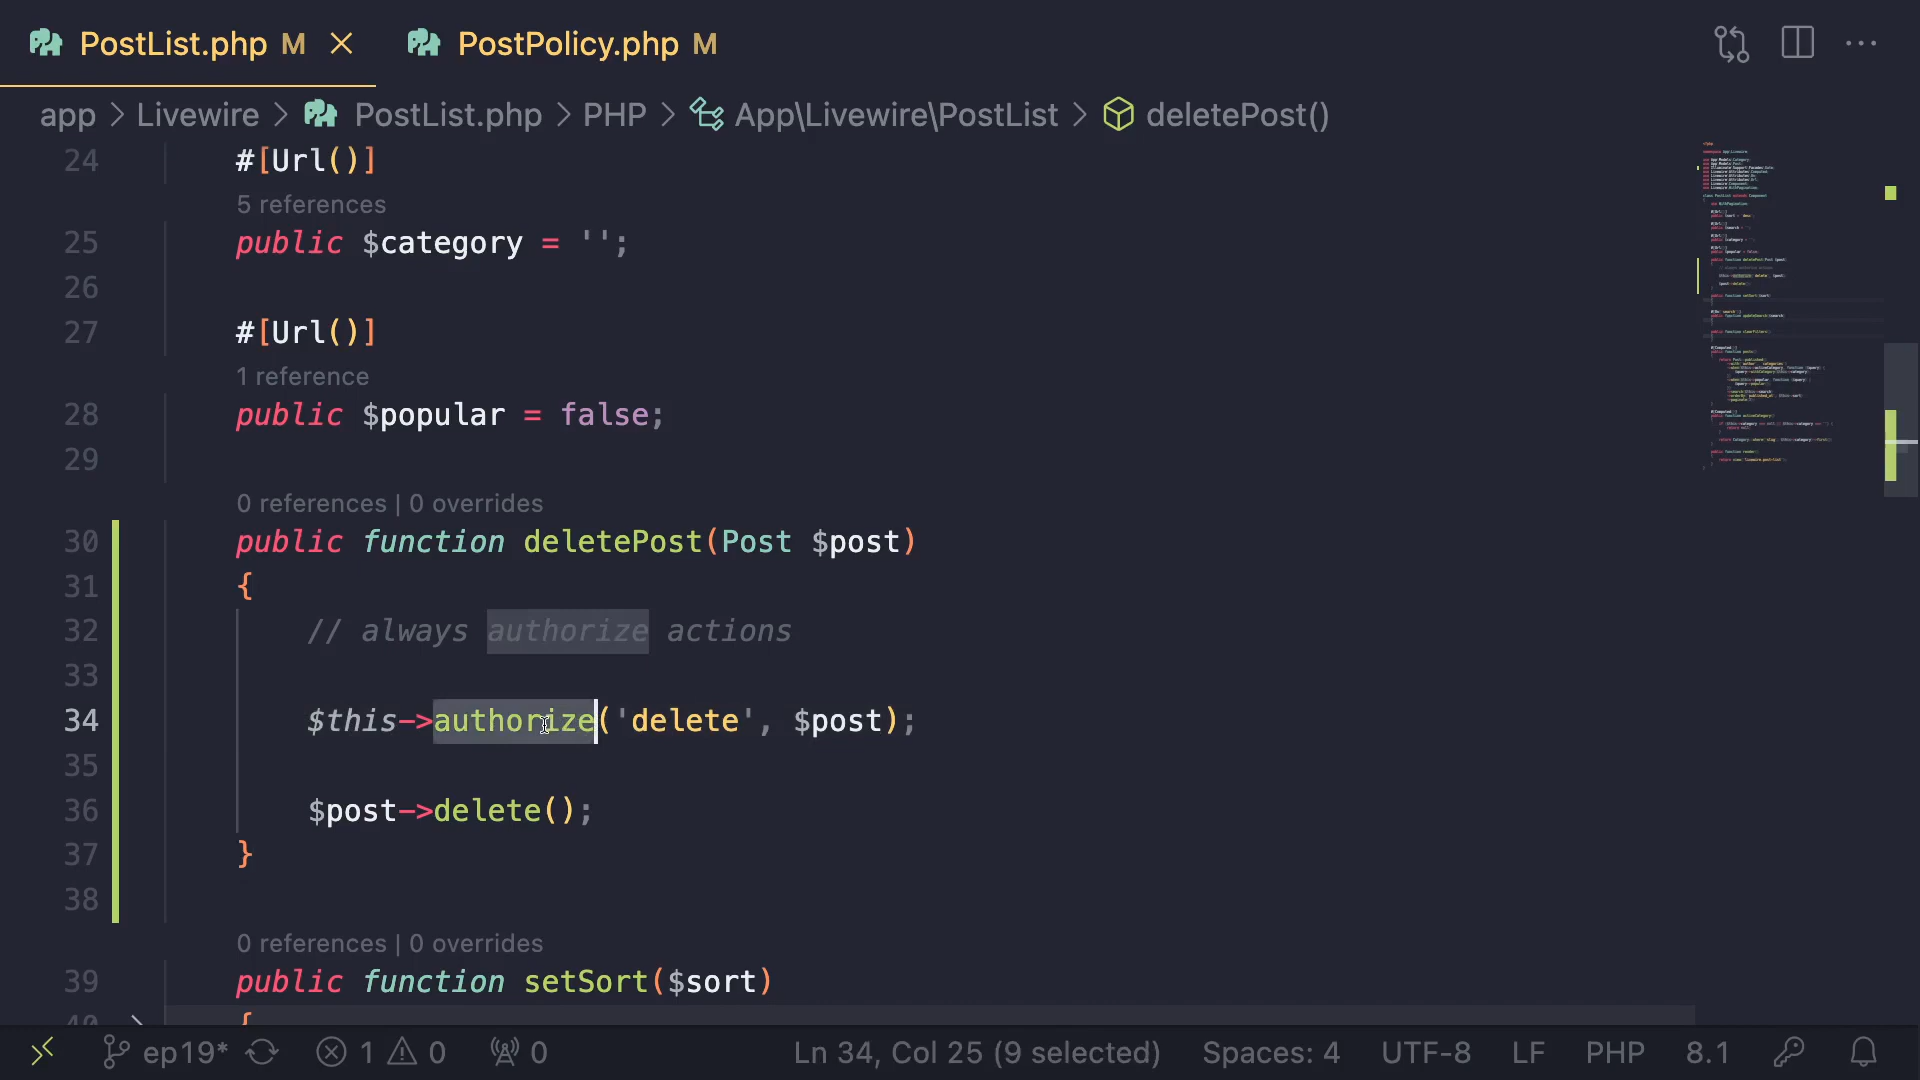 PostList.php M
PostPolicy.php M
app > Livewire > PostList.php > PHP > App\Livewire\PostList > deletePost()
24 #[Url()]
5 references
25 public $category = '';
26
27 #[Url()]
1 reference
28 public $popular = false;
29
0 references | 0 overrides
30 public function deletePost(Post $post)
31 {
32 // always authorize actions
33
34 $this->authorize('delete', $post);
35
36 $post->delete();
37 }
38
0 references | 0 overrides
39 public function setSort($sort)
40 {
ep19* 1 0 0 Ln 34, Col 25 (9 selected) Spaces: 4 UTF-8 LF PHP 8.1